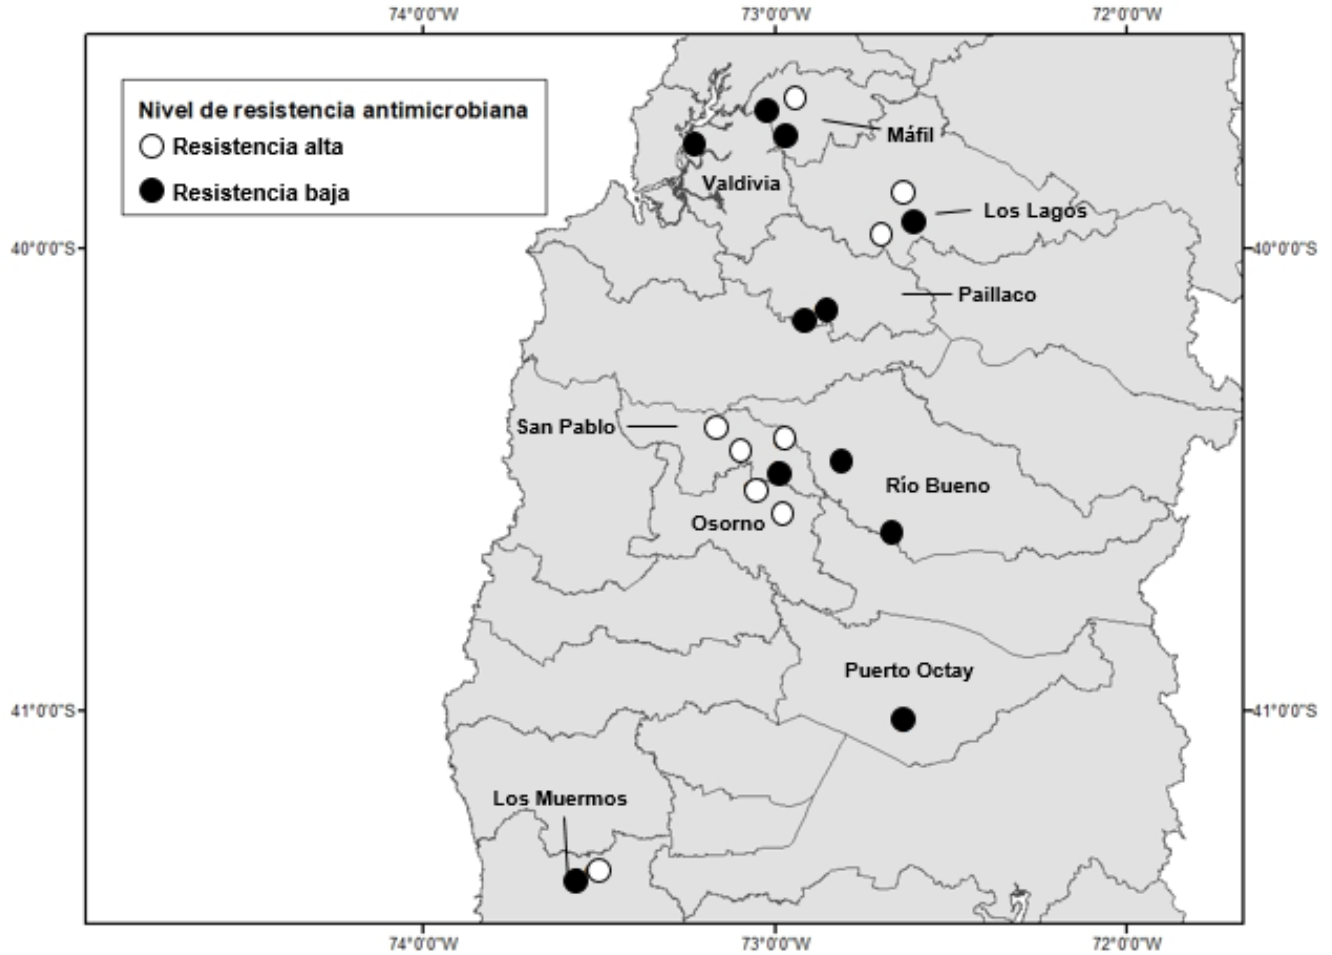 74°0'0"W 73°0'0"W 72°0'0"W
Nivel de resistencia antimicrobiana
Resistencia alta
Resistencia baja
Máfil
Valdivia
Los Lagos
40°0'0"S 40°0'0"S
Paillaco
San Pablo
Río Bueno
Osorno
Puerto Octay
41°0'0"S 41°0'0"S
Los Muermos
74°0'0"W 73°0'0"W 72°0'0"W